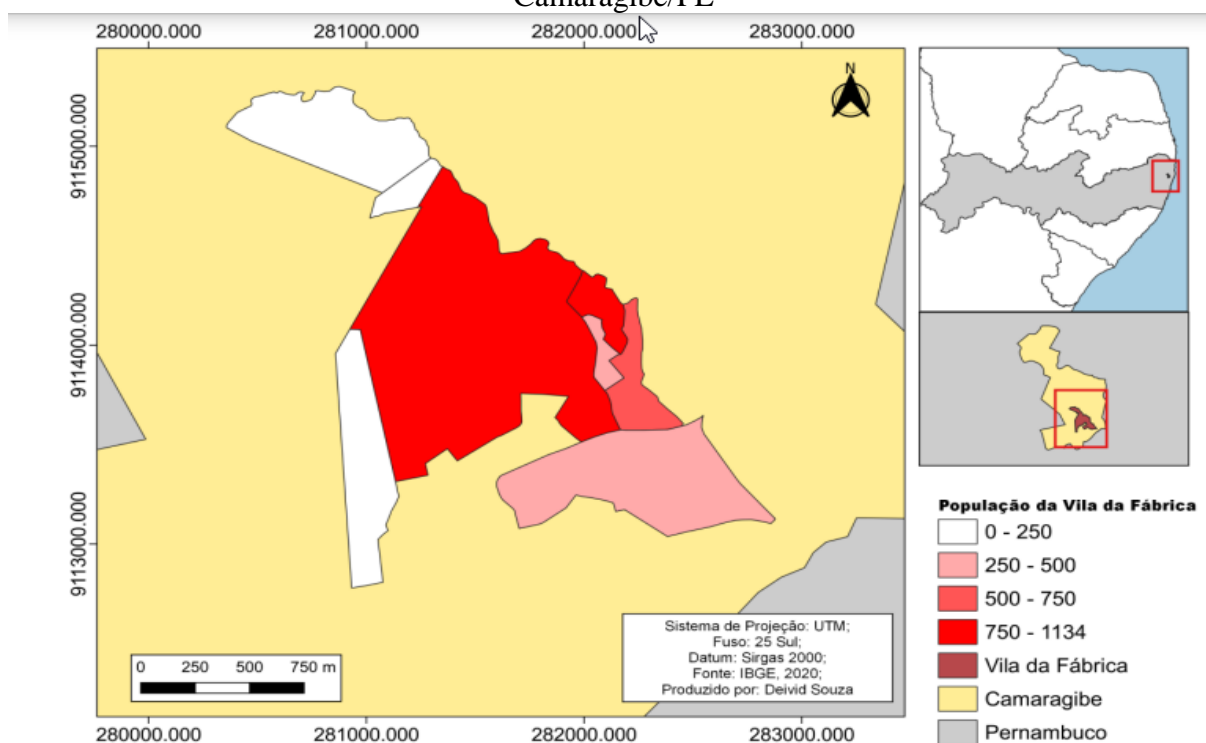 Camaragibe/PE
280000.000 281000.000 282000.000 283000.000
N
9115000.000
9114000.000
9113000.000
População da Vila da Fábrica
0 - 250
250 - 500
500 - 750
750 - 1134
Vila da Fábrica
Camaragibe
Pernambuco
Sistema de Projeção: UTM;
Fuso: 25 Sul;
Datum: Sirgas 2000;
Fonte: IBGE, 2020;
Produzido por: Deivid Souza
0 250 500 750 m
280000.000 281000.000 282000.000 283000.000